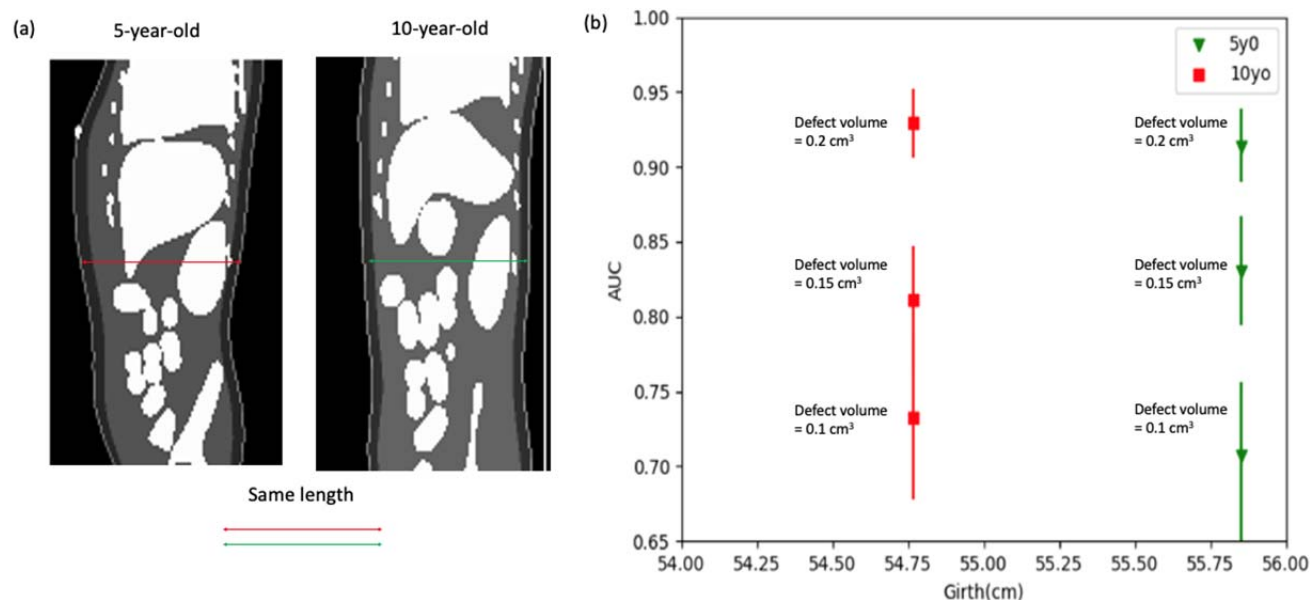 (a)
5-year-old
10-year-old
Same length
(b)
1.00
0.95
0.90
0.85
0.80
0.75
0.70
0.65
AUC
5y0
10yo
Defect volume
= 0.2 cm³
Defect volume
= 0.2 cm³
Defect volume
= 0.15 cm³
Defect volume
= 0.15 cm³
Defect volume
= 0.1 cm³
Defect volume
= 0.1 cm³
54.00 54.25 54.50 54.75 55.00 55.25 55.50 55.75 56.00
Girth(cm)